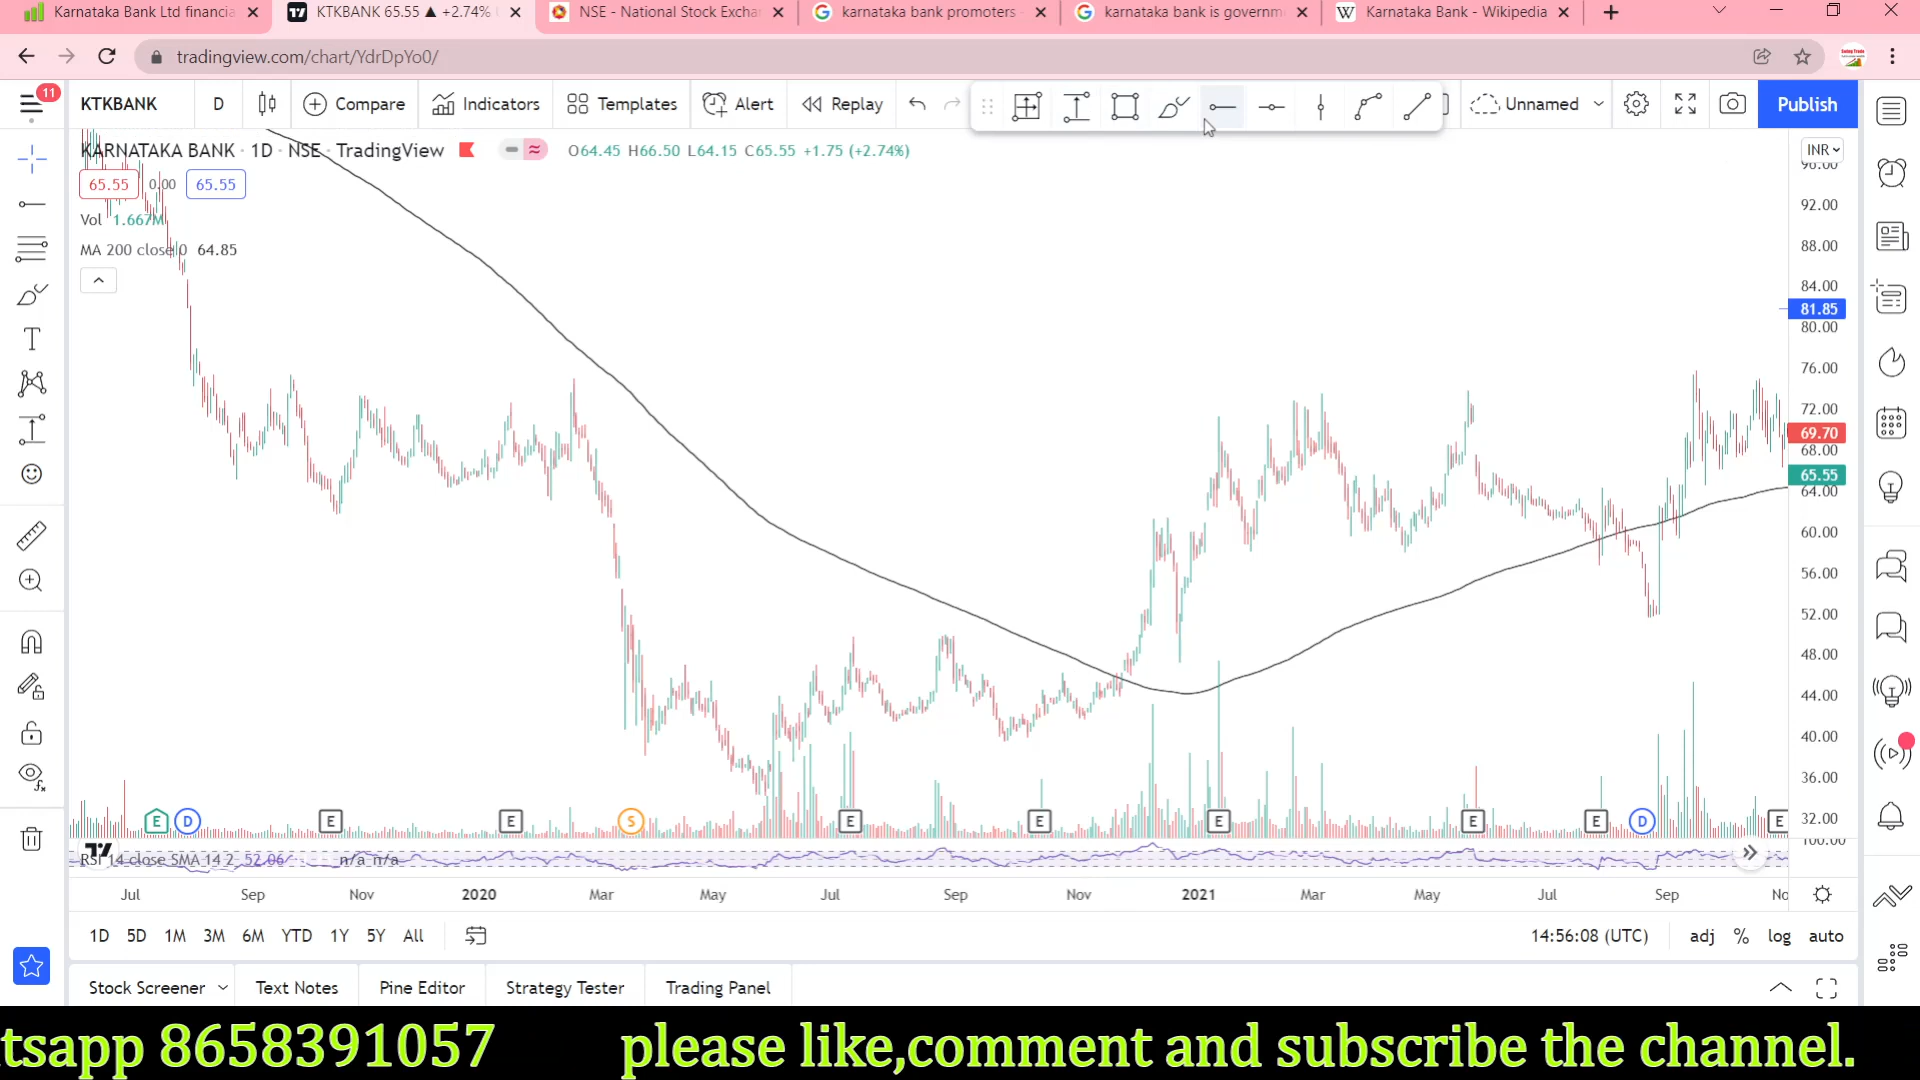 Karnataka Bank Ltd financia
KTKBANK 65.55 ▲ +2.74%
NSE - National Stock Exchan
karnataka bank promoters -
karnataka bank is governm
Karnataka Bank - Wikipedia
tradingview.com/chart/YdrDpYo0/
11
KTKBANK D Compare Indicators Templates Alert Replay Unnamed Publish
KARNATAKA BANK · 1D · NSE · TradingView O64.45 H66.50 L64.15 C65.55 +1.75 (+2.74%)
INR
65.55 0.00 65.55
Vol 1.667M
MA 200 close 0 64.85
96.00
92.00
88.00
84.00
81.85
80.00
76.00
72.00
69.70
68.00
65.55
64.00
60.00
56.00
52.00
48.00
44.00
40.00
36.00
32.00
E D E E S E E E E E D E
100.00
RSI 14 close SMA 14 2 52.06 n/a n/a
Jul Sep Nov 2020 Mar May Jul Sep Nov 2021 Mar May Jul Sep No
1D 5D 1M 3M 6M YTD 1Y 5Y All 14:56:08 (UTC) adj % log auto
Stock Screener Text Notes Pine Editor Strategy Tester Trading Panel
tsapp 8658391057 please like,comment and subscribe the channel.